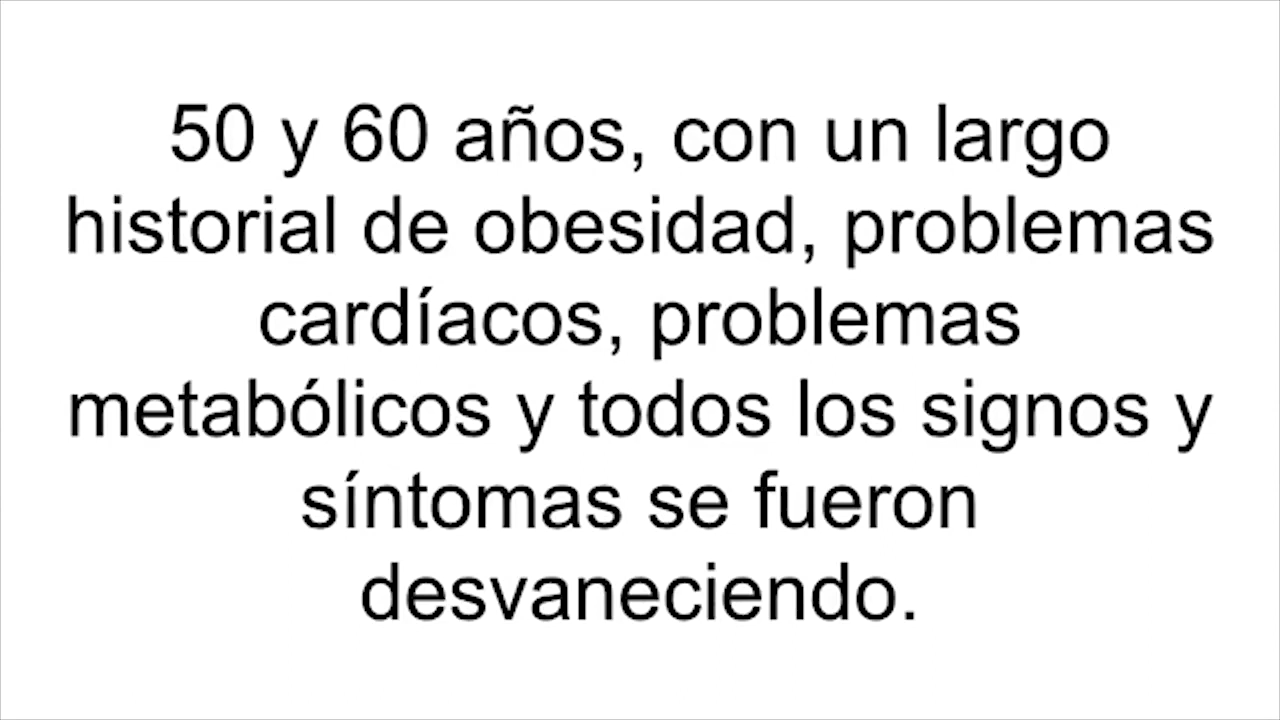 50 y 60 años, con un largo
historial de obesidad, problemas
cardíacos, problemas
metabólicos y todos los signos y
síntomas se fueron
desvaneciendo.